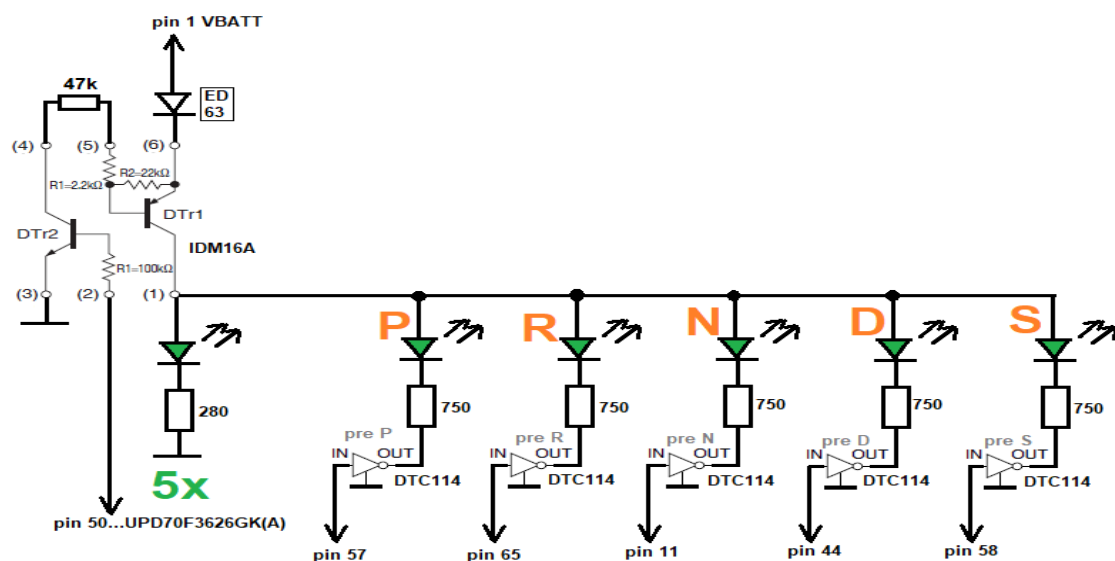 pin 1 VBATT
47k
ED
63
(4)
(5)
(6)
R2=22kΩ
R1=2.2kΩ
DTr1
DTr2
IDM16A
R1=100kΩ
(3)
(2)
(1)
P
R
N
D
S
280
750
750
750
750
750
pre P
pre R
pre N
pre D
pre S
IN OUT
IN OUT
IN OUT
IN OUT
IN OUT
DTC114
DTC114
DTC114
DTC114
DTC114
5x
pin 50...UPD70F3626GK(A)
pin 57
pin 65
pin 11
pin 44
pin 58